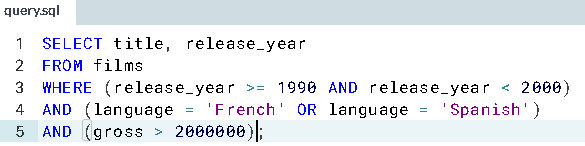 query.sql
1 SELECT title, release_year
2 FROM films
3 WHERE (release_year >= 1990 AND release_year < 2000)
4 AND (language = 'French' OR language = 'Spanish')
5 AND (gross > 2000000);